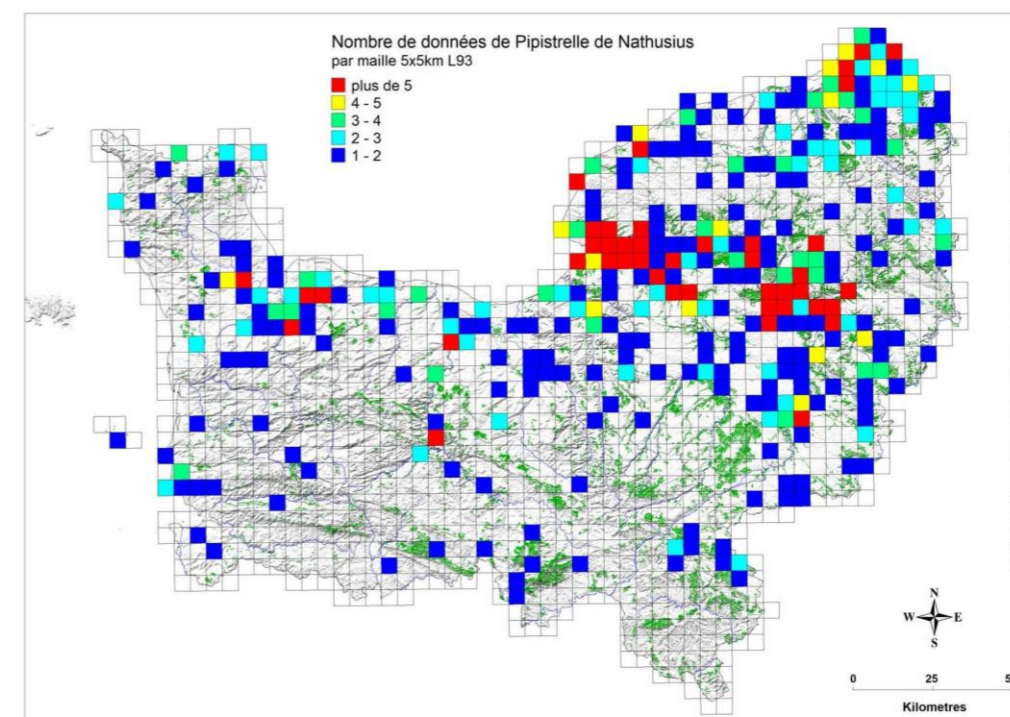 Nombre de données de Pipistrelle de Nathusius
par maille 5x5km L93
plus de 5
4 - 5
3 - 4
2 - 3
1 - 2
N
W E
S
0 25
Kilometres